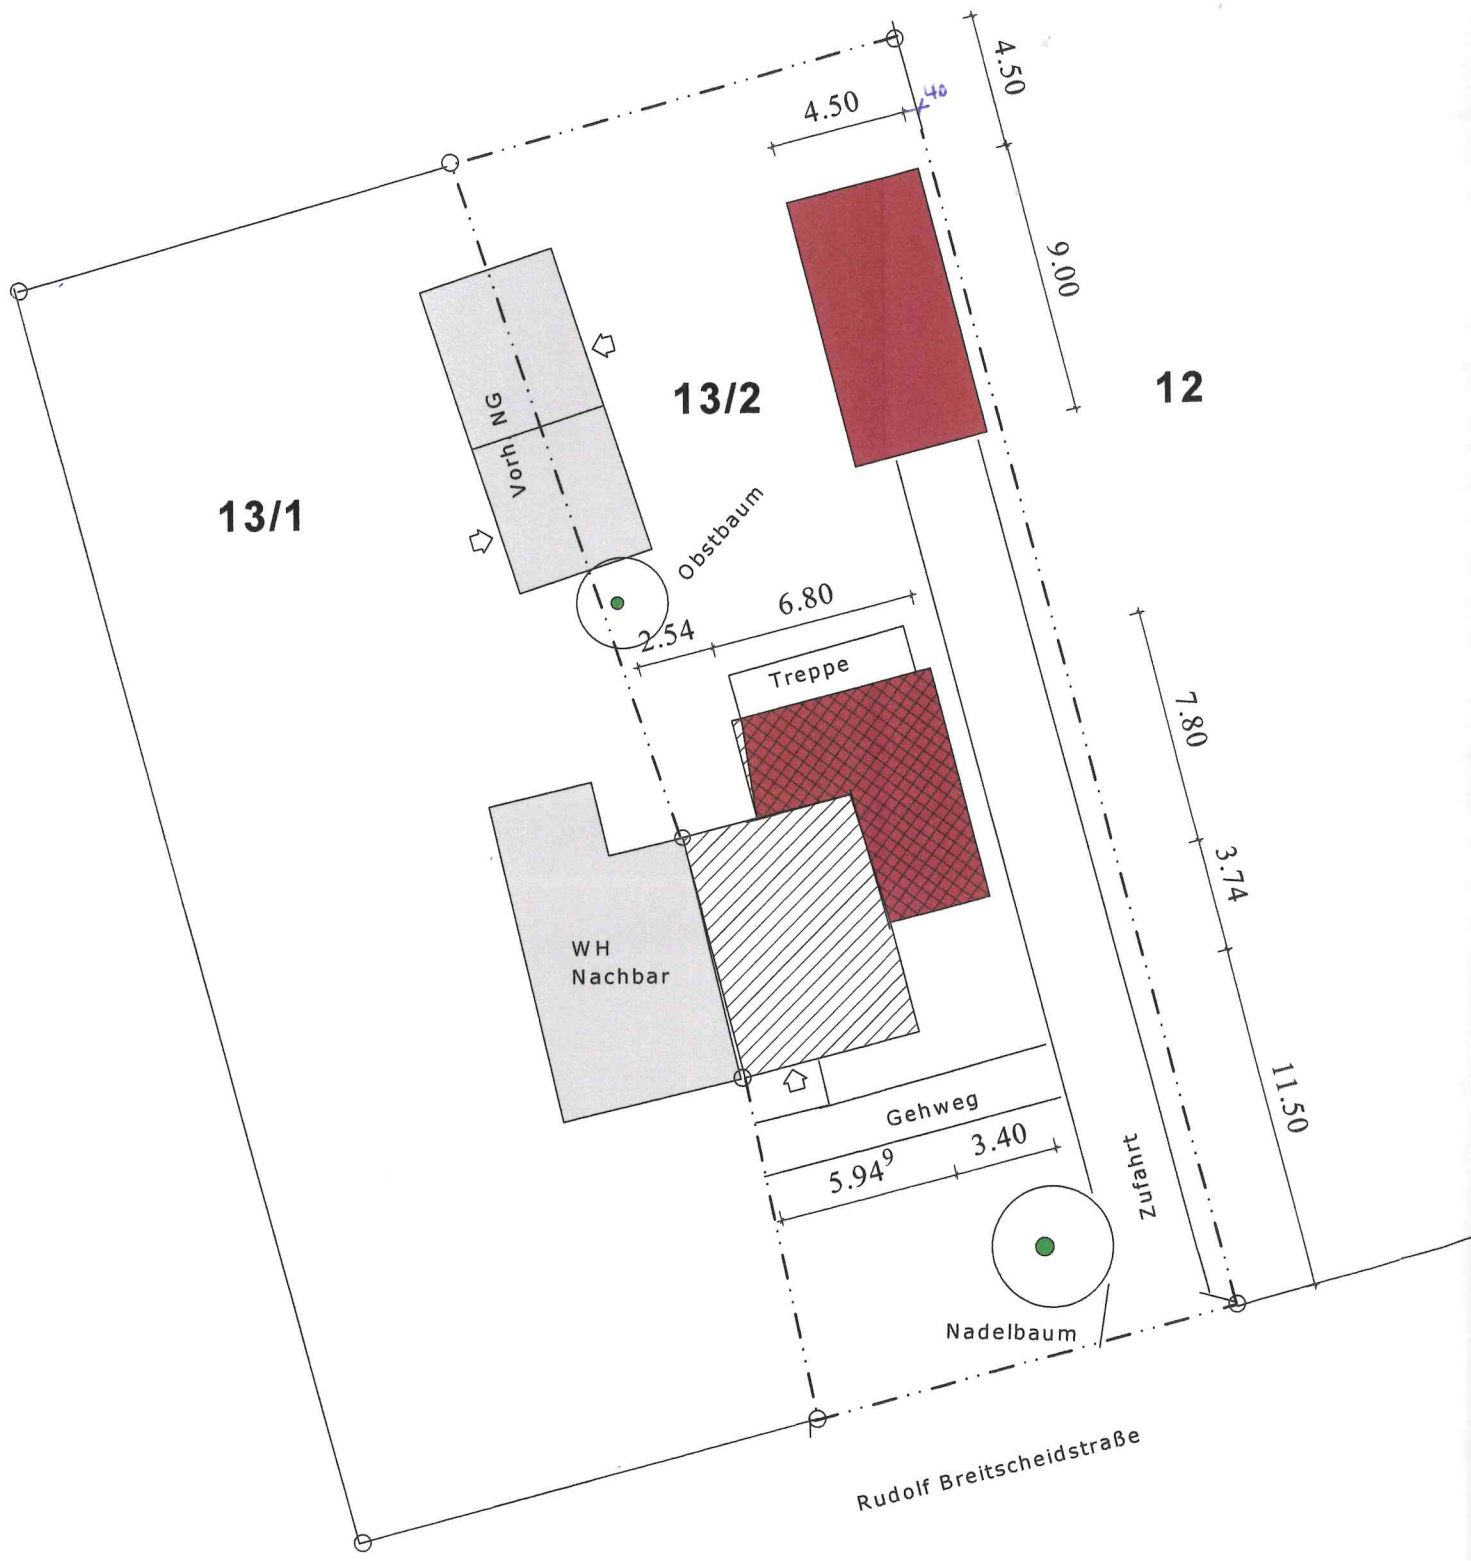 4.50
40
4.50
9.00
13/2
12
Vorh. NG
13/1
Obstbaum
6.80
2.54
Treppe
7.80
3.74
WH
Nachbar
Gehweg
3.40
5.94⁹
11.50
Zufahrt
Nadelbaum
Rudolf Breitscheidstraße